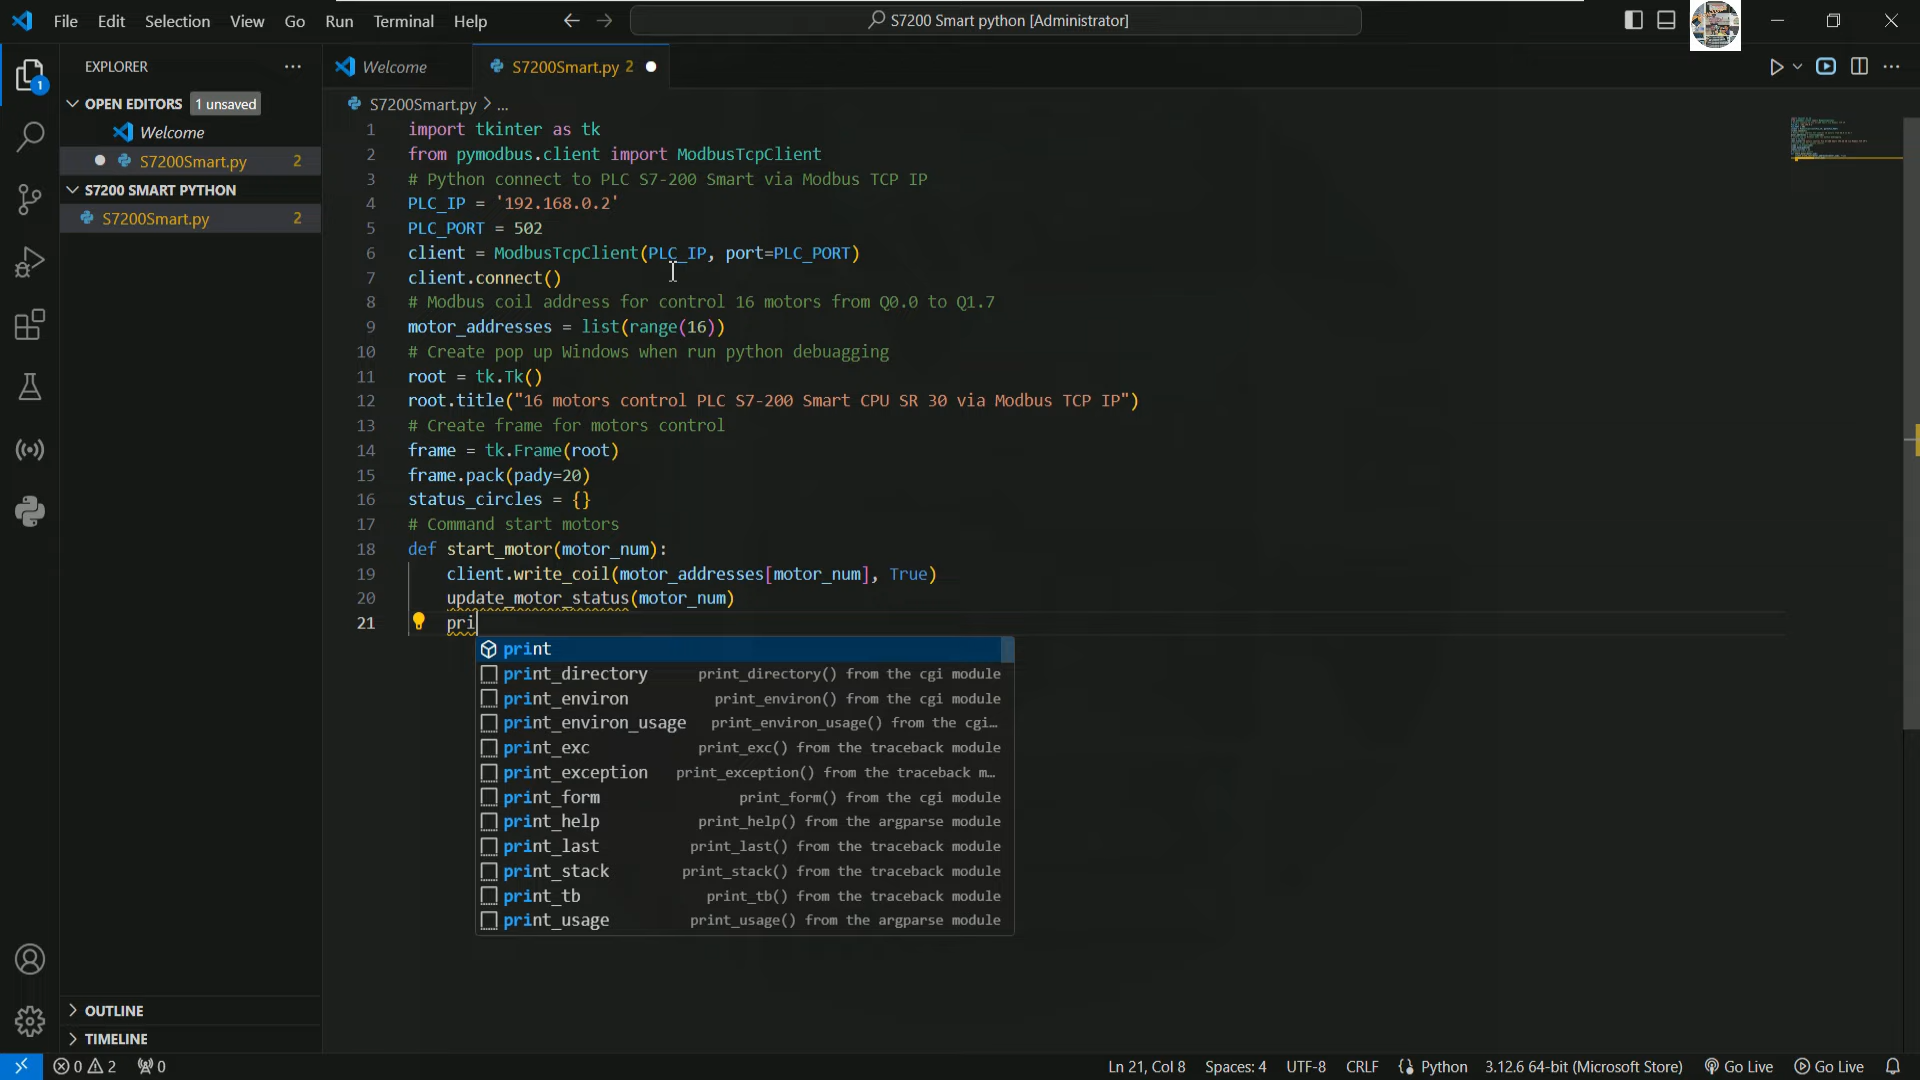 File Edit Selection View Go Run Terminal Help
S7200 Smart python [Administrator]
EXPLORER
1
OPEN EDITORS 1 unsaved
Welcome
S7200Smart.py 2
S7200 SMART PYTHON
S7200Smart.py 2
OUTLINE
TIMELINE
Welcome S7200Smart.py 2
S7200Smart.py > ...
1 import tkinter as tk
2 from pymodbus.client import ModbusTcpClient
3 # Python connect to PLC S7-200 Smart via Modbus TCP IP
4 PLC_IP = '192.168.0.2'
5 PLC_PORT = 502
6 client = ModbusTcpClient(PLC_IP, port=PLC_PORT)
7 client.connect()
8 # Modbus coil address for control 16 motors from Q0.0 to Q1.7
9 motor_addresses = list(range(16))
10 # Create pop up Windows when run python debuagging
11 root = tk.Tk()
12 root.title("16 motors control PLC S7-200 Smart CPU SR 30 via Modbus TCP IP")
13 # Create frame for motors control
14 frame = tk.Frame(root)
15 frame.pack(pady=20)
16 status_circles = {}
17 # Command start motors
18 def start_motor(motor_num):
19 client.write_coil(motor_addresses[motor_num], True)
20 update_motor_status(motor_num)
21 pri
print
print_directory print_directory() from the cgi module
print_environ print_environ() from the cgi module
print_environ_usage print_environ_usage() from the cgi…
print_exc print_exc() from the traceback module
print_exception print_exception() from the traceback m…
print_form print_form() from the cgi module
print_help print_help() from the argparse module
print_last print_last() from the traceback module
print_stack print_stack() from the traceback module
print_tb print_tb() from the traceback module
print_usage print_usage() from the argparse module
0 2 0 Ln 21, Col 8 Spaces: 4 UTF-8 CRLF Python 3.12.6 64-bit (Microsoft Store) Go Live Go Live